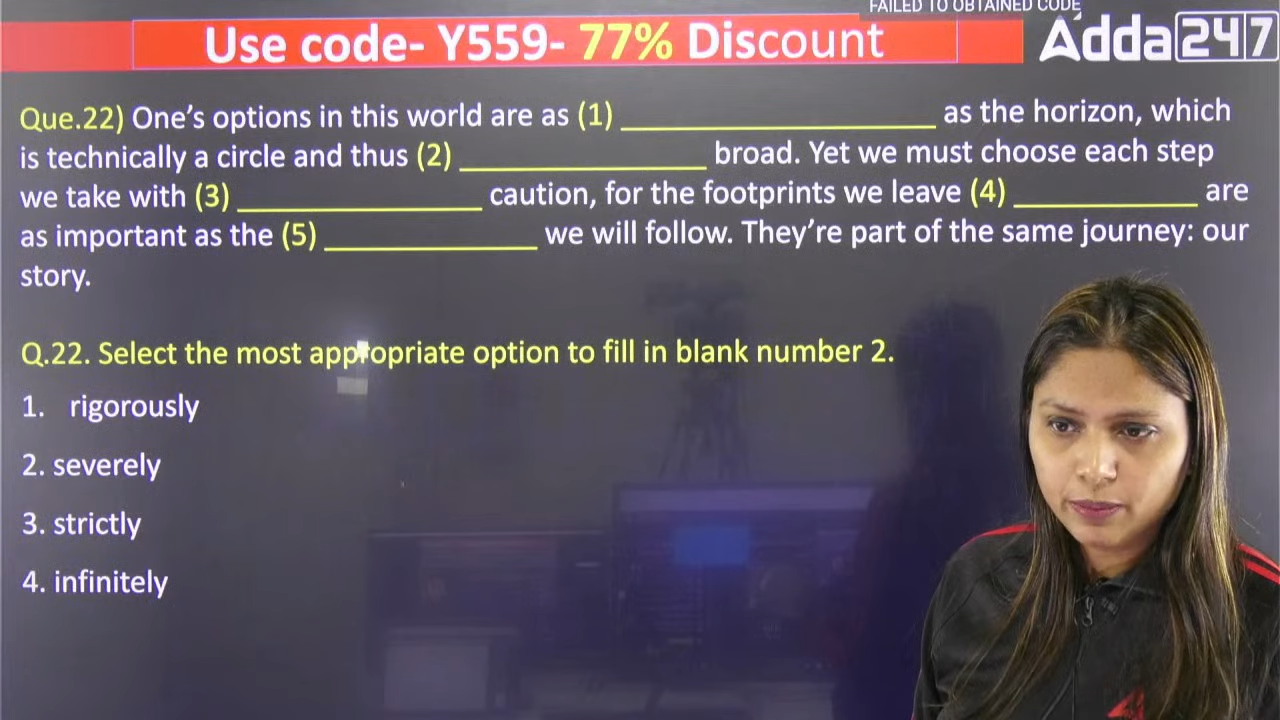 FAILED TO OBTAINED CODE
Use code- Y559- 77% Discount
Adda 247
Que.22) One's options in this world are as (1) ____________________ as the horizon, which
is technically a circle and thus (2) ________________ broad. Yet we must choose each step
we take with (3) ________________ caution, for the footprints we leave (4) ____________ are
as important as the (5) ______________ we will follow. They're part of the same journey: our
story.
Q.22. Select the most appropriate option to fill in blank number 2.
1. rigorously
2. severely
3. strictly
4. infinitely